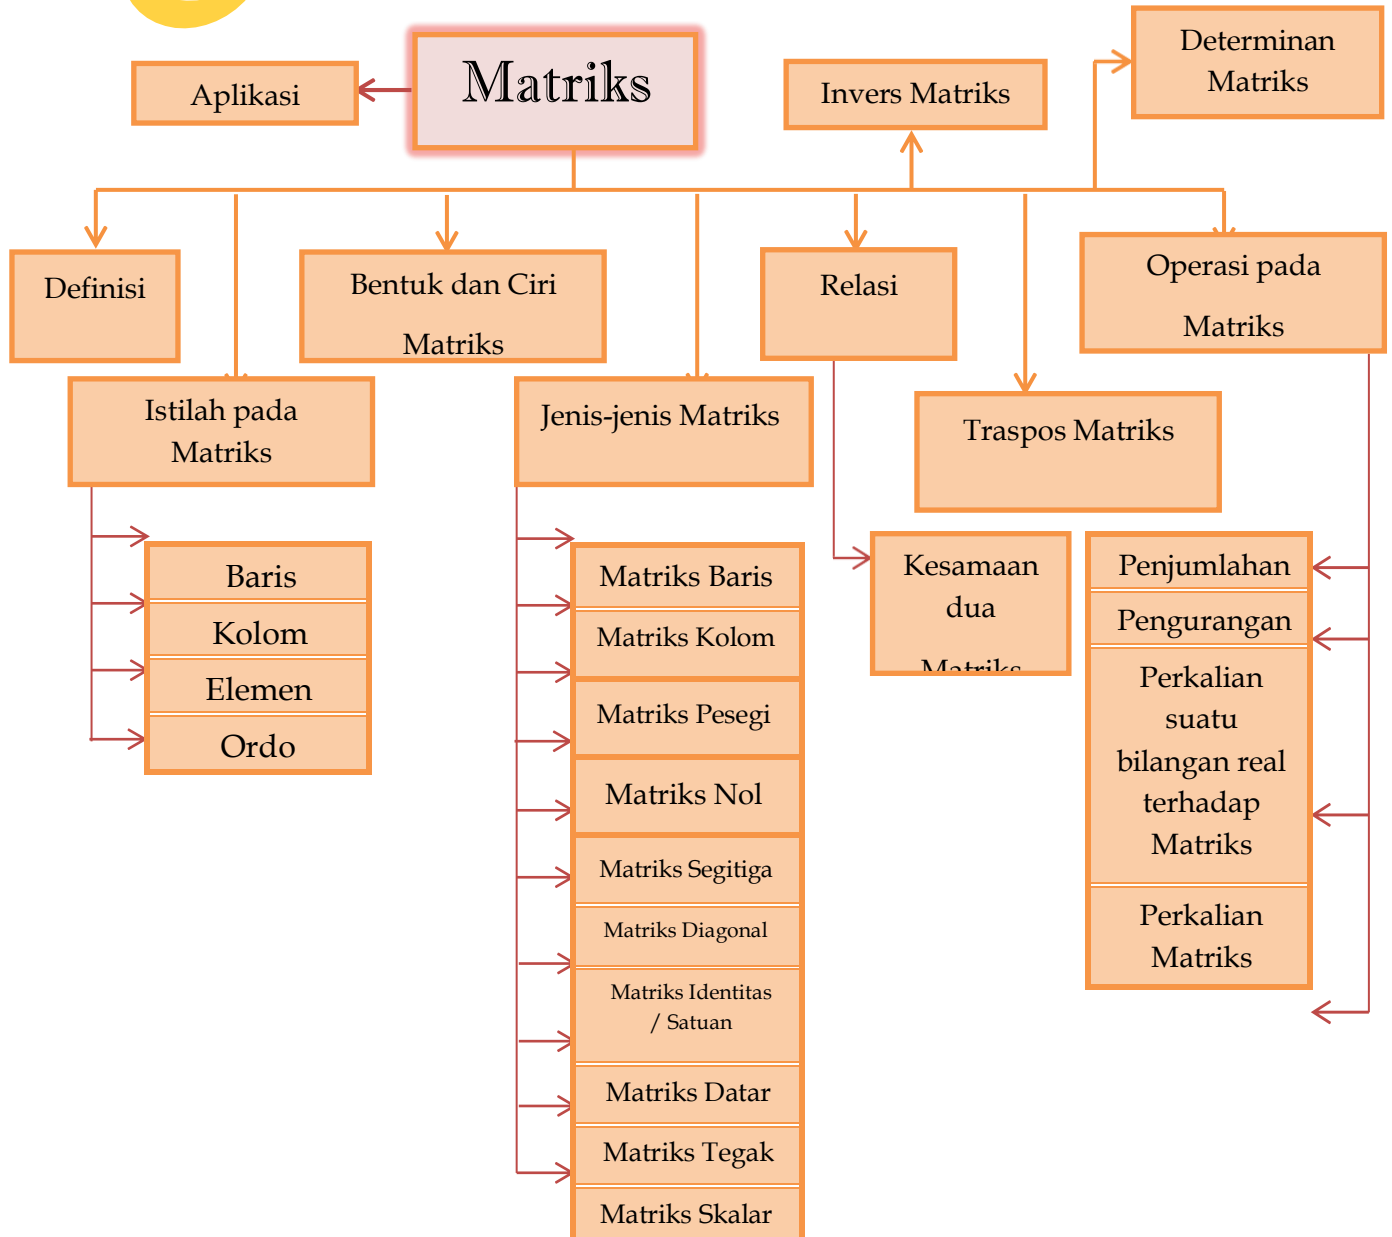 Matriks
Aplikasi
Invers Matriks
Determinan
Matriks
Definisi
Bentuk dan Ciri
Matriks
Relasi
Operasi pada
Matriks
Istilah pada
Matriks
Jenis-jenis Matriks
Traspos Matriks
Baris
Kolom
Elemen
Ordo
Matriks Baris
Matriks Kolom
Matriks Pesegi
Matriks Nol
Matriks Segitiga
Matriks Diagonal
Matriks Identitas
/ Satuan
Matriks Datar
Matriks Tegak
Matriks Skalar
Kesamaan
dua
Matriks
Penjumlahan
Pengurangan
Perkalian
suatu
bilangan real
terhadap
Matriks
Perkalian
Matriks